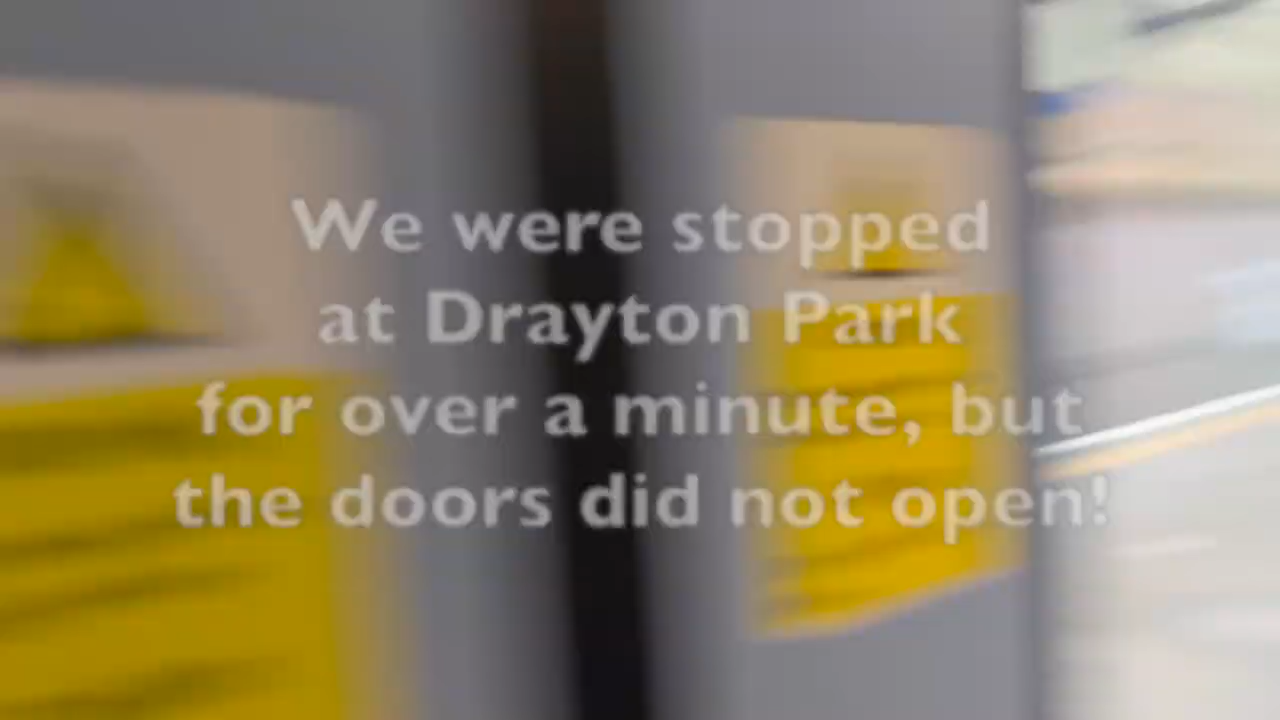 We were stopped
at Drayton Park
for over a minute, but
the doors did not open!